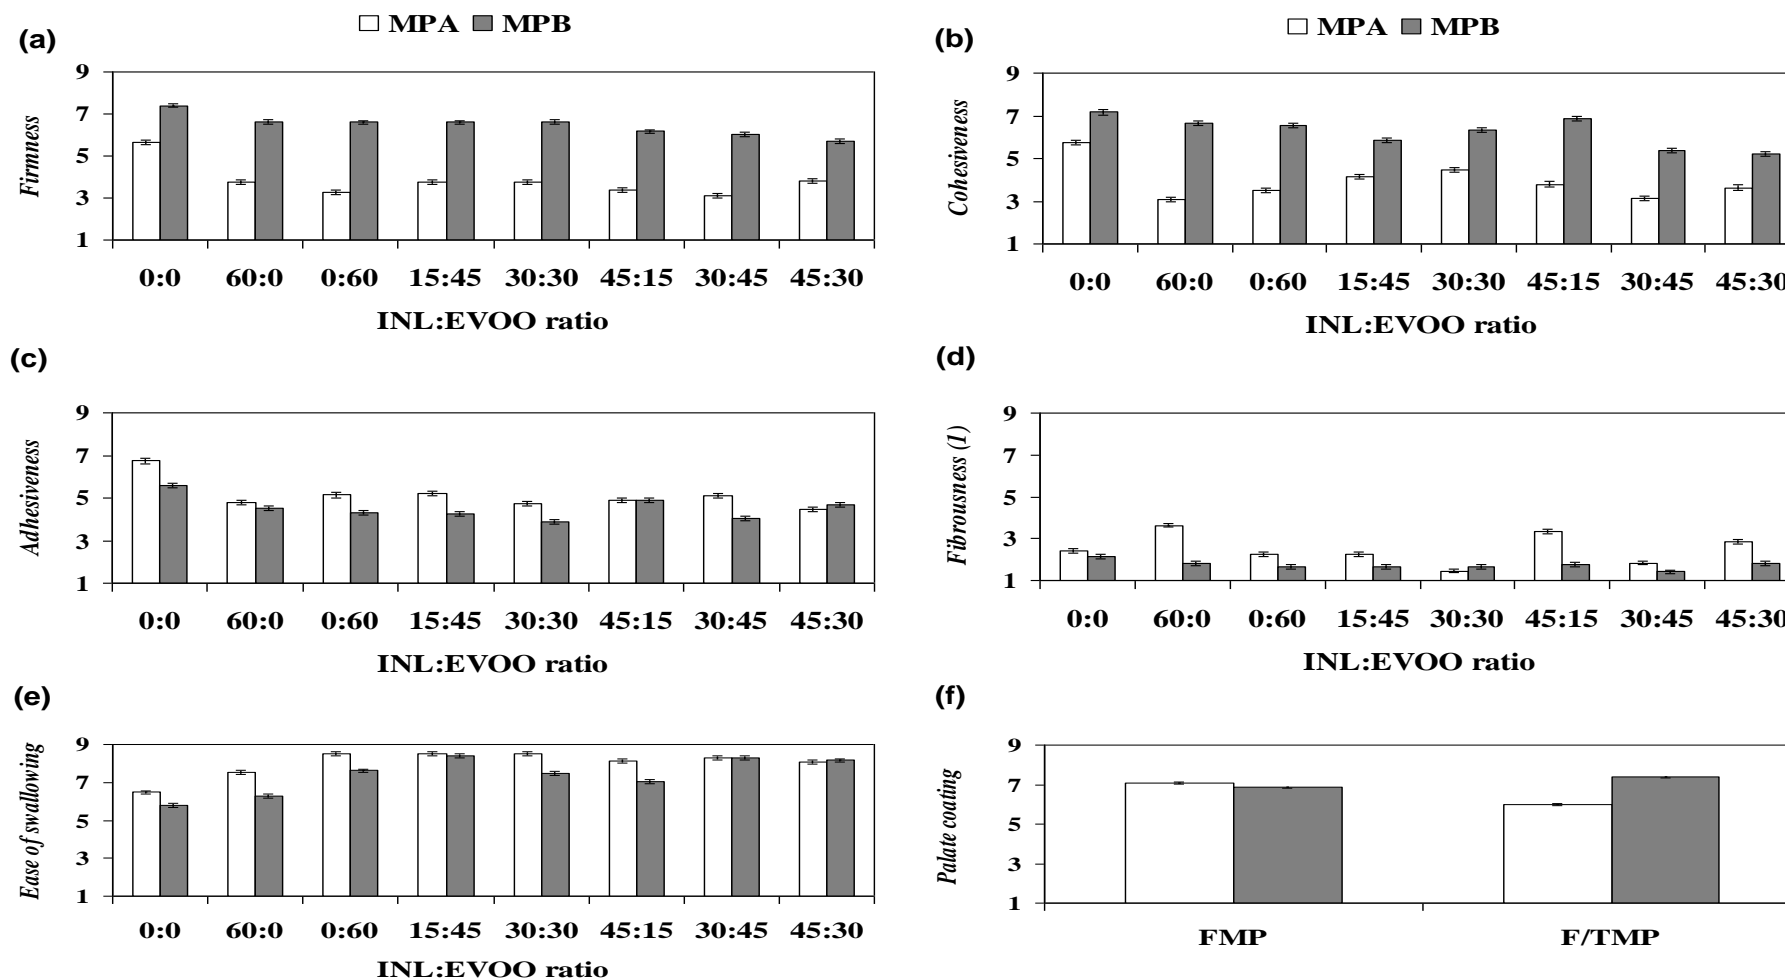 MPA MPB
(a)
9
7
5
3
1
Firmness
0:0 60:0 0:60 15:45 30:30 45:15 30:45 45:30
INL:EVOO ratio
MPA MPB
(b)
9
7
5
3
1
Cohesiveness
0:0 60:0 0:60 15:45 30:30 45:15 30:45 45:30
INL:EVOO ratio
(c)
9
7
5
3
1
Adhesiveness
0:0 60:0 0:60 15:45 30:30 45:15 30:45 45:30
INL:EVOO ratio
(d)
9
7
5
3
1
Fibrousness (1)
0:0 60:0 0:60 15:45 30:30 45:15 30:45 45:30
INL:EVOO ratio
(e)
9
7
5
3
1
Ease of swallowing
0:0 60:0 0:60 15:45 30:30 45:15 30:45 45:30
INL:EVOO ratio
(f)
9
7
5
3
1
Palate coating
FMP F/TMP